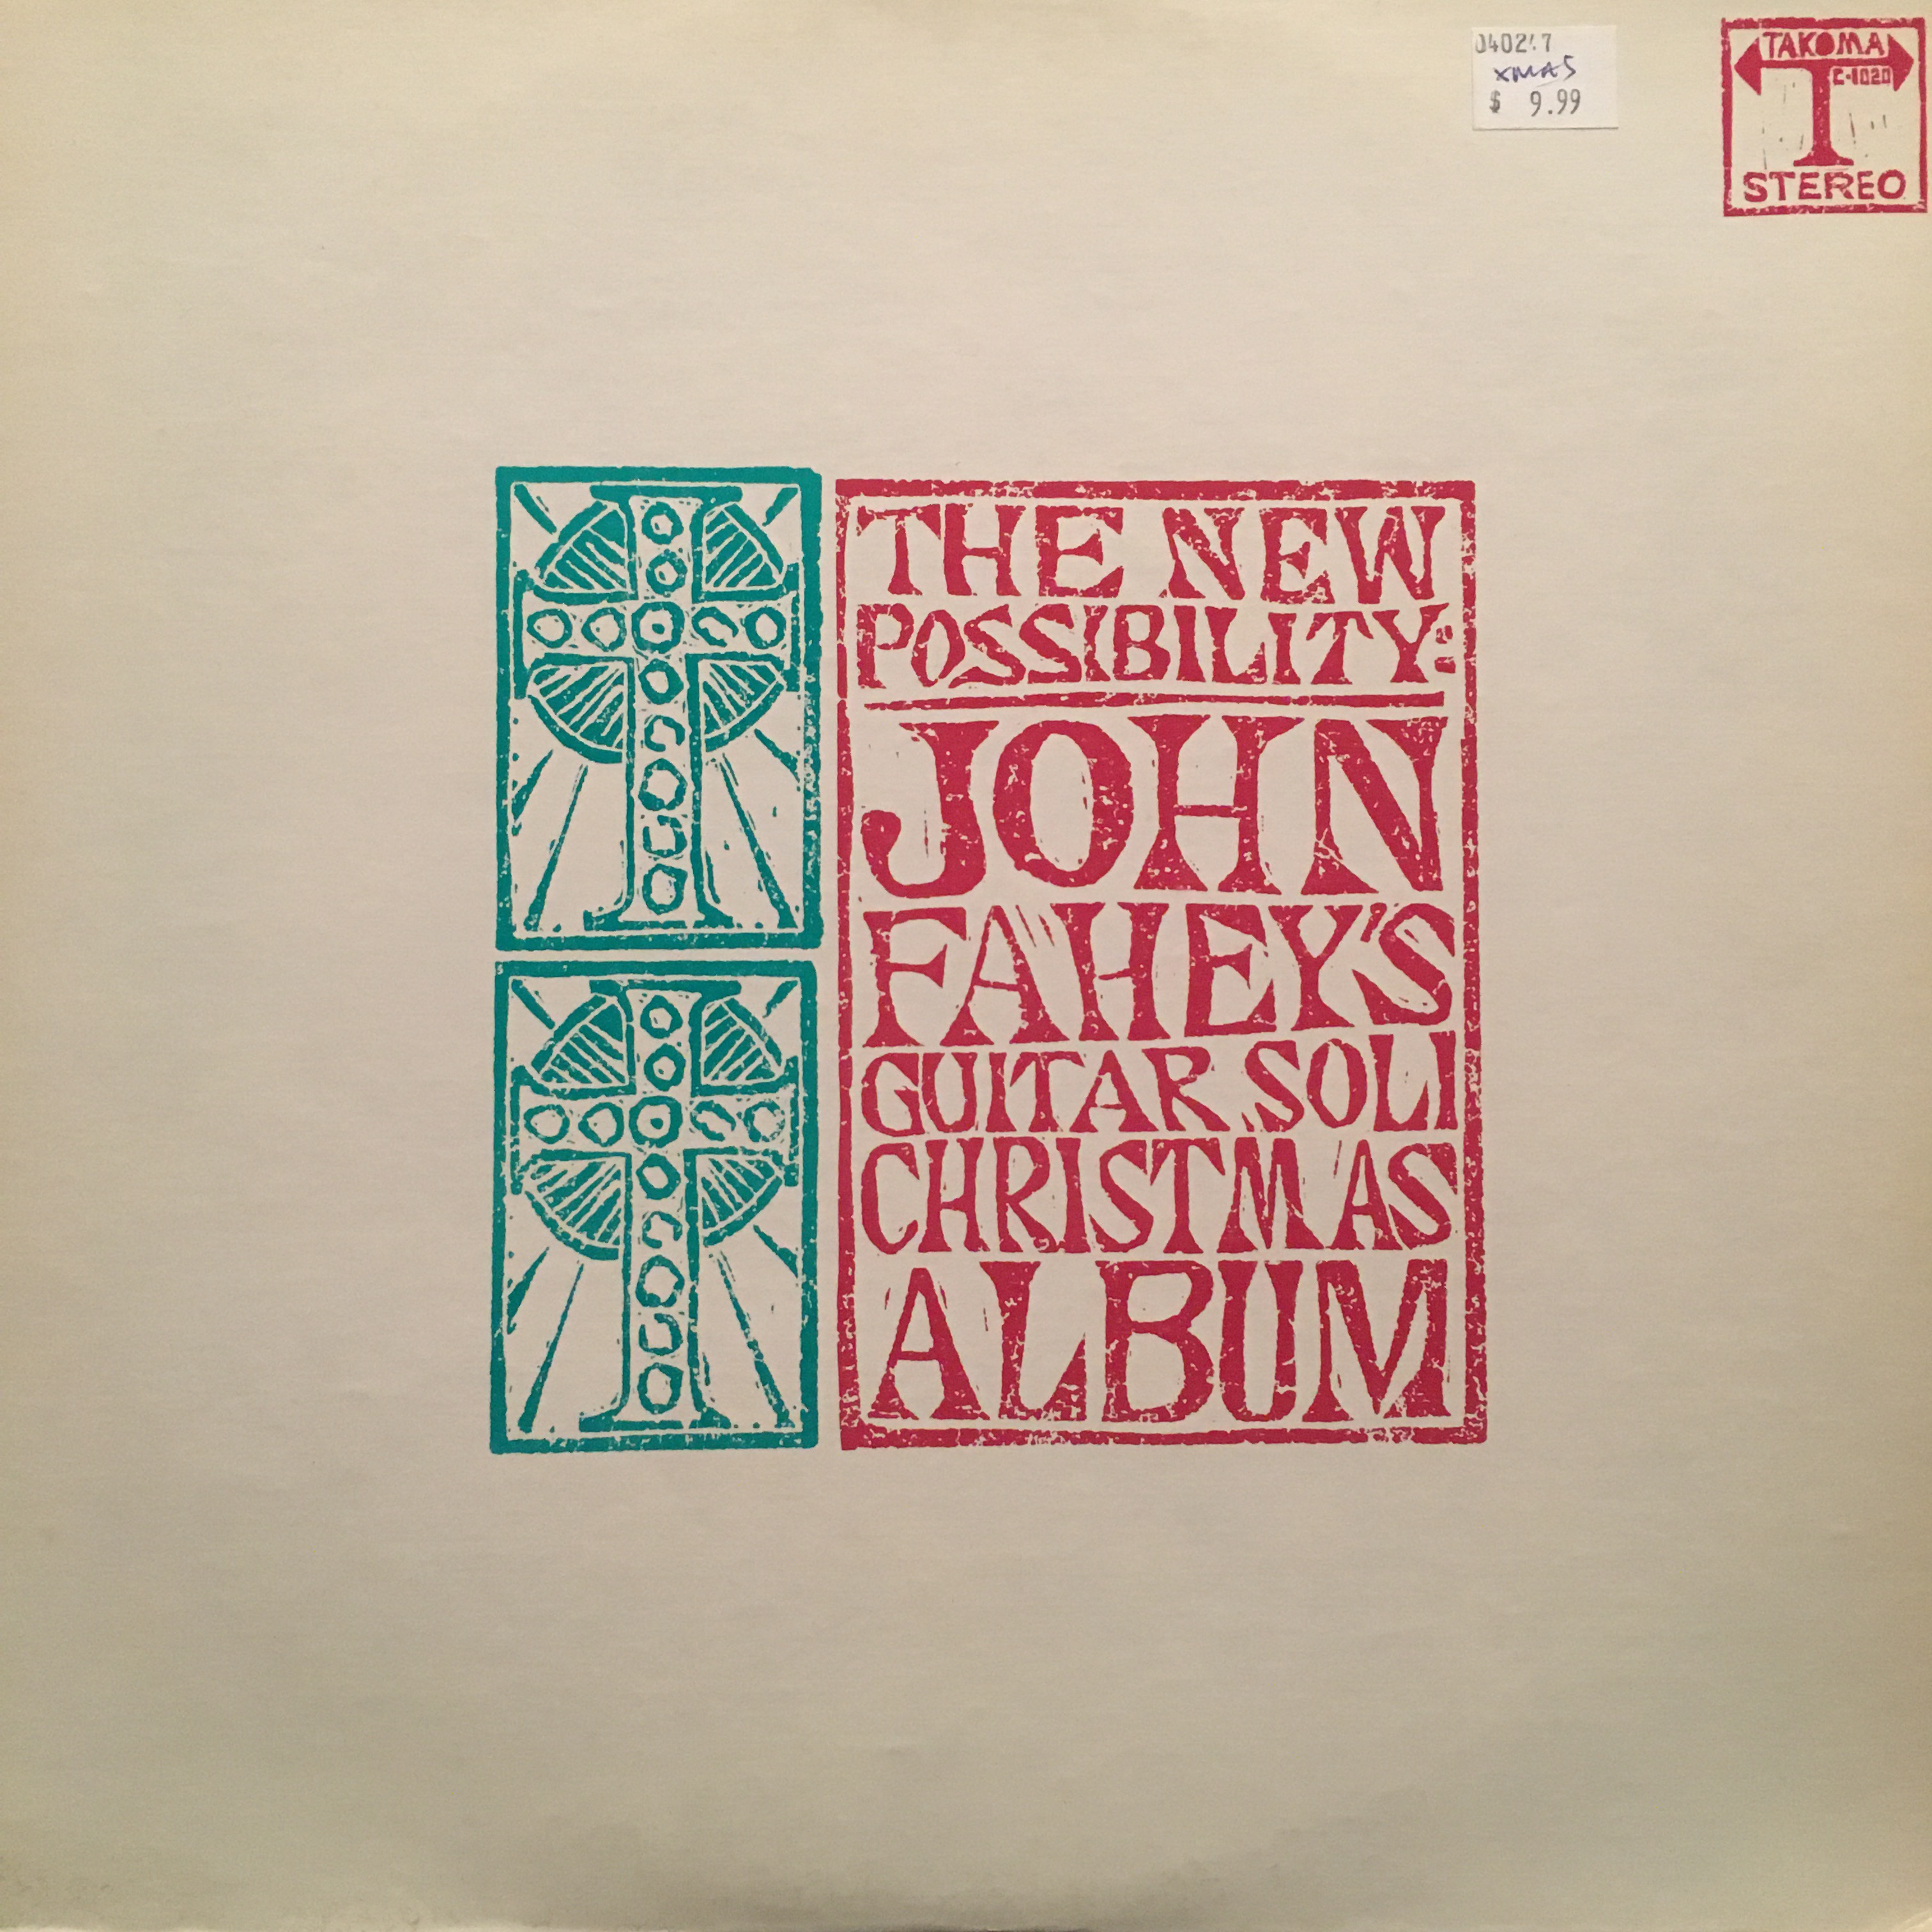 XMAS
$ 9.99
TAKOMA
C-1020
T
STEREO
THE NEW
POSSIBILITY:
JOHN
FAHEY'S
GUITAR SOLI
CHRISTMAS
ALBUM